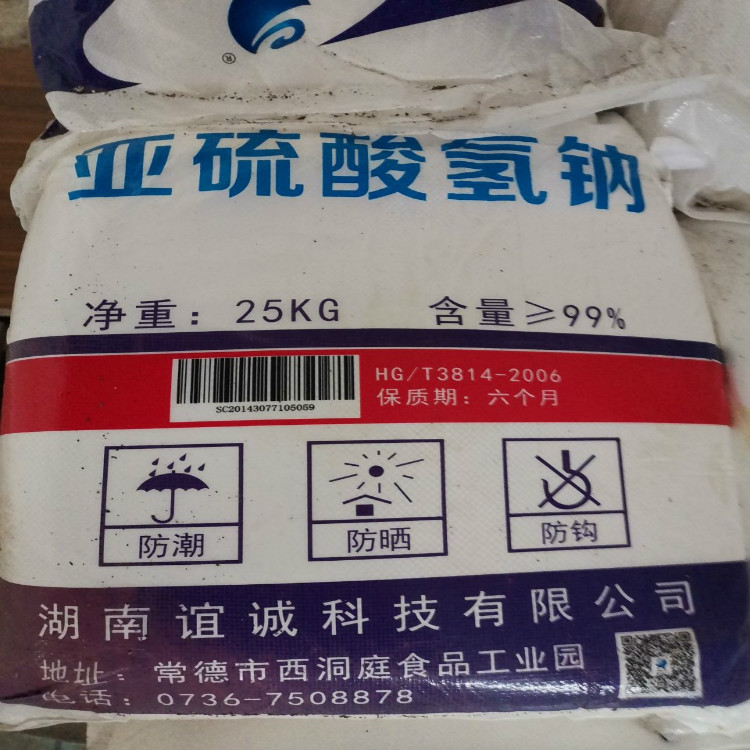 ®
亚硫酸氢钠
净重：25KG 含量≥99%
HG/T3814-2006
保质期：六个月
SC20143077105059
防潮 防晒 防钩
湖南谊诚科技有限公司
地址：常德市西洞庭食品工业园
电话：0736-7508878